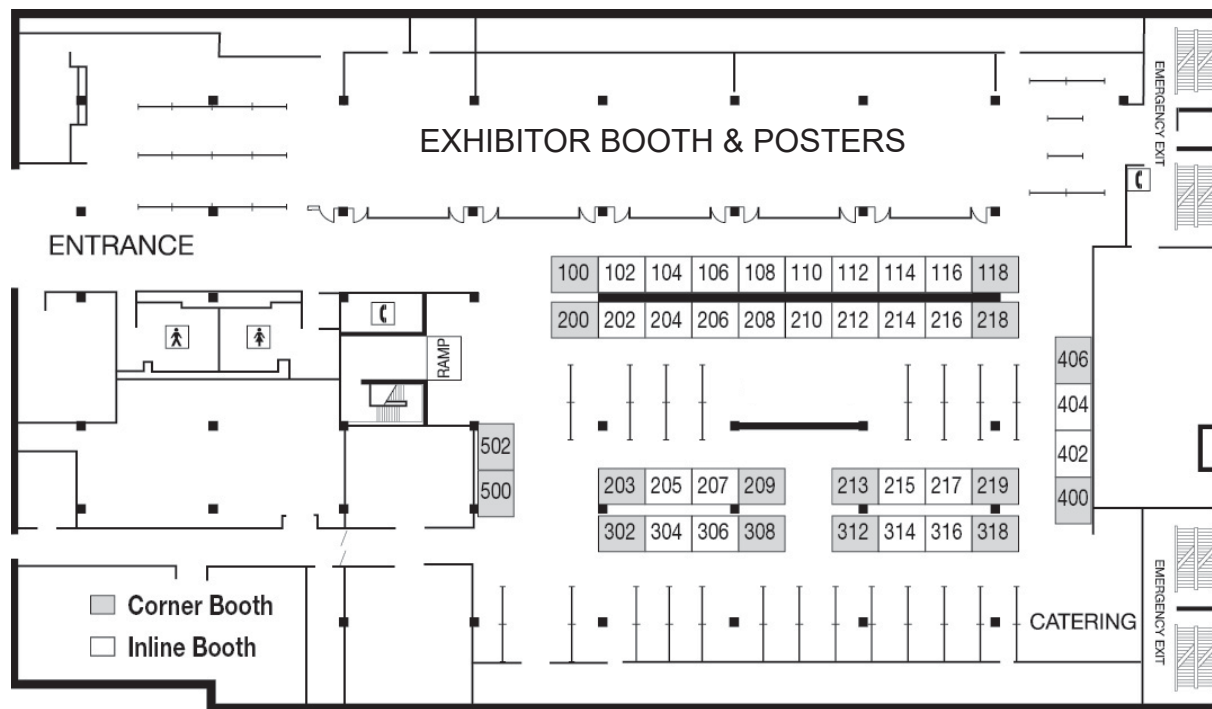 EMERGENCY EXIT
EXHIBITOR BOOTH & POSTERS
ENTRANCE
100 102 104 106 108 110 112 114 116 118
200 202 204 206 208 210 212 214 216 218
RAMP
406
404
402
400
502
500
203 205 207 209 213 215 217 219
302 304 306 308 312 314 316 318
Corner Booth
Inline Booth
CATERING
EMERGENCY EXIT